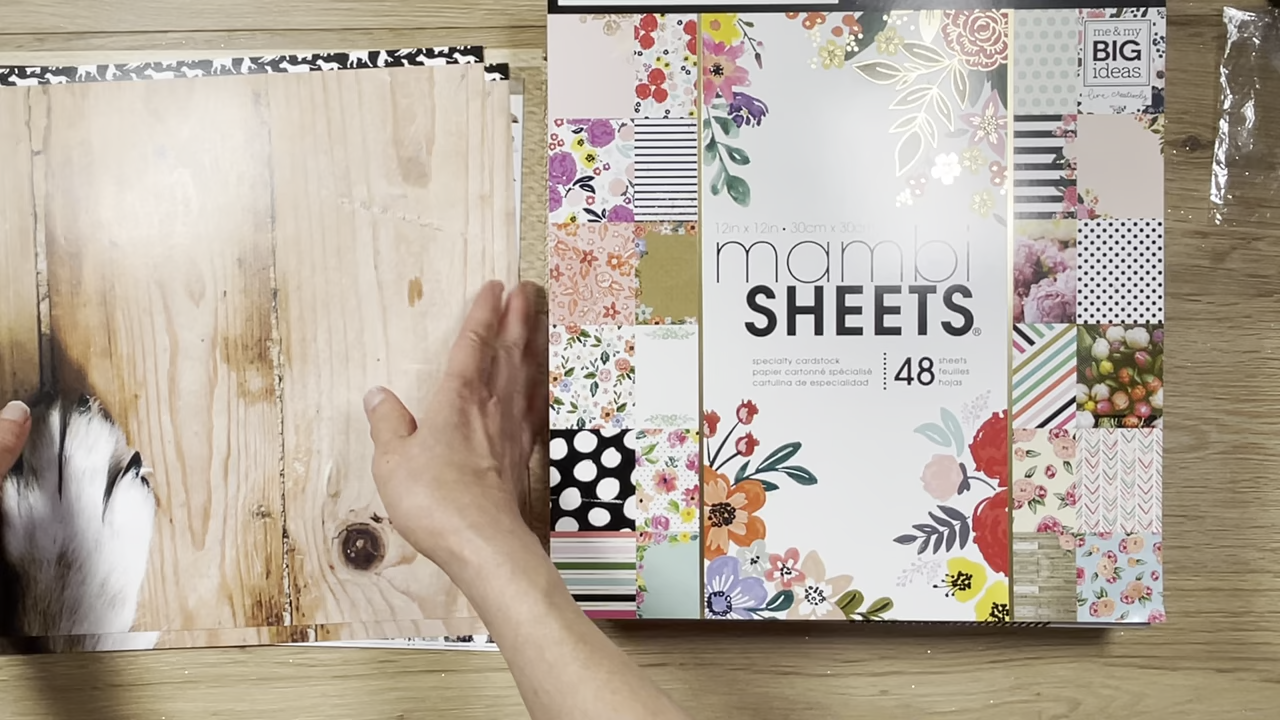 me & my
BIG
ideas
live creatively
12in x 12in • 30cm x 30cm
mambi
SHEETS®
specialty cardstock
papier cartonné spécialisé
cartulina de especialidad
48
sheets
feuilles
hojas
BEAUTIFUL